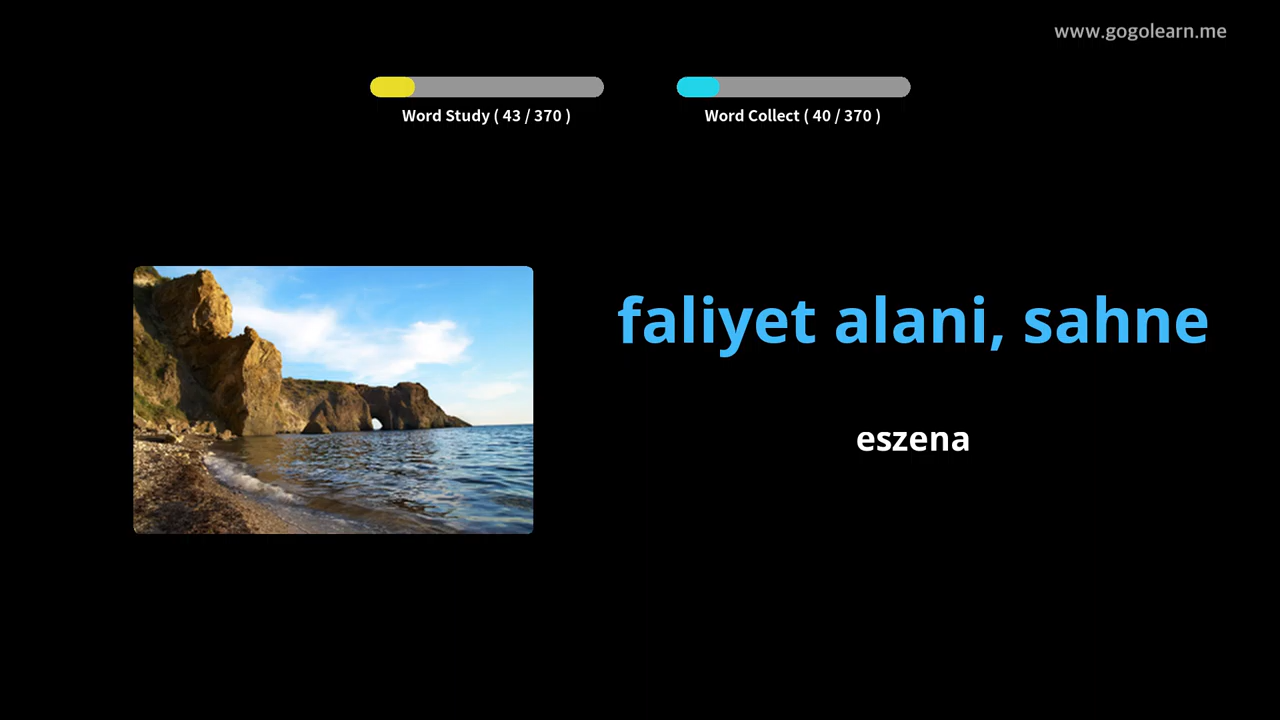 www.gogolearn.me
Word Study ( 43 / 370 )
Word Collect ( 40 / 370 )
faliyet alani, sahne
eszena